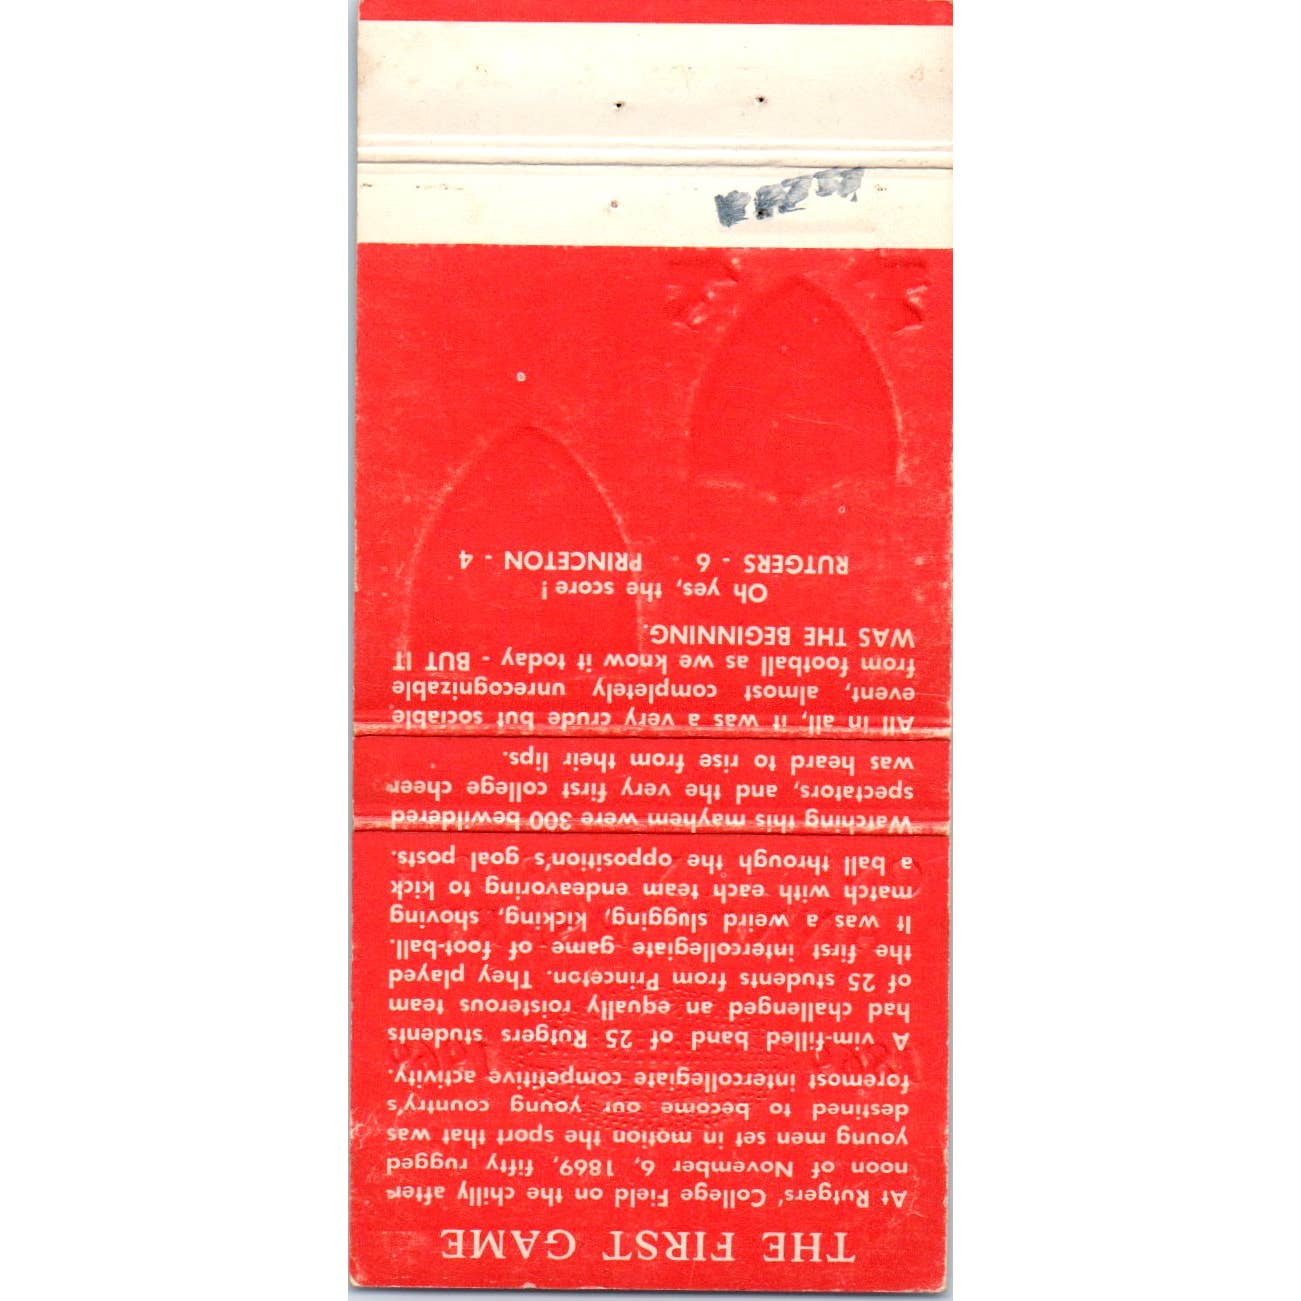 THE FIRST GAME
At Rutgers' College Field on the chilly after-
noon of November 6, 1869, fifty rugged
young men set in motion the sport that was
destined to become our young country's
foremost intercollegiate competitive activity.
A vim-filled band of 25 Rutgers students
had challenged an equally roisterous team
of 25 students from Princeton. They played
the first intercollegiate game of foot-ball.
It was a weird slugging, kicking, shoving
match with each team endeavoring to kick
a ball through the opposition's goal posts.
Watching this mayhem were 300 bewildered
spectators, and the very first college cheer
was heard to rise from their lips.
All in all, it was a very crude but sociable
event, almost completely unrecognizable
from football as we know it today - BUT IT
WAS THE BEGINNING.
Oh yes, the score!
RUTGERS - 6 PRINCETON - 4